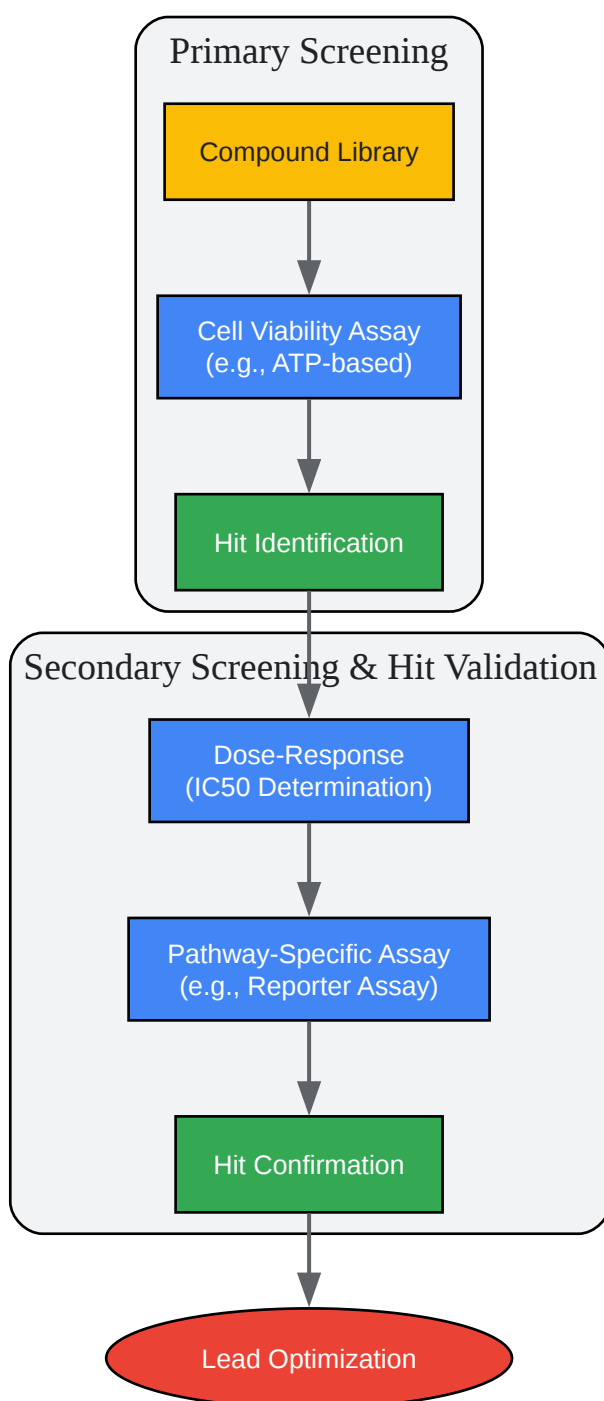 Primary Screening
Compound Library
Cell Viability Assay
(e.g., ATP-based)
Hit Identification
Secondary Screening & Hit Validation
Dose-Response
(IC50 Determination)
Pathway-Specific Assay
(e.g., Reporter Assay)
Hit Confirmation
Lead Optimization